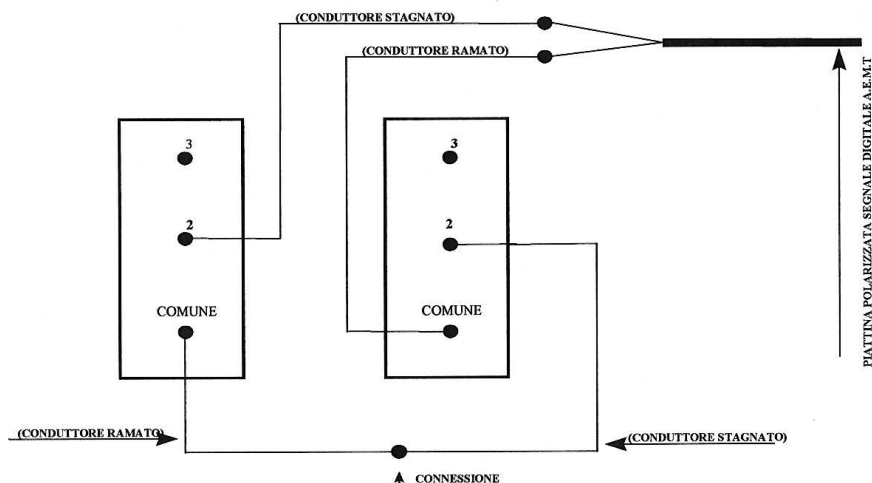 (CONDUTTORE STAGNATO)
(CONDUTTORE RAMATO)
PIATTINA POLARIZZATA SEGNALE DIGITALE A.E.M.T
3
3
2
2
COMUNE
COMUNE
(CONDUTTORE RAMATO)
(CONDUTTORE STAGNATO)
CONNESSIONE